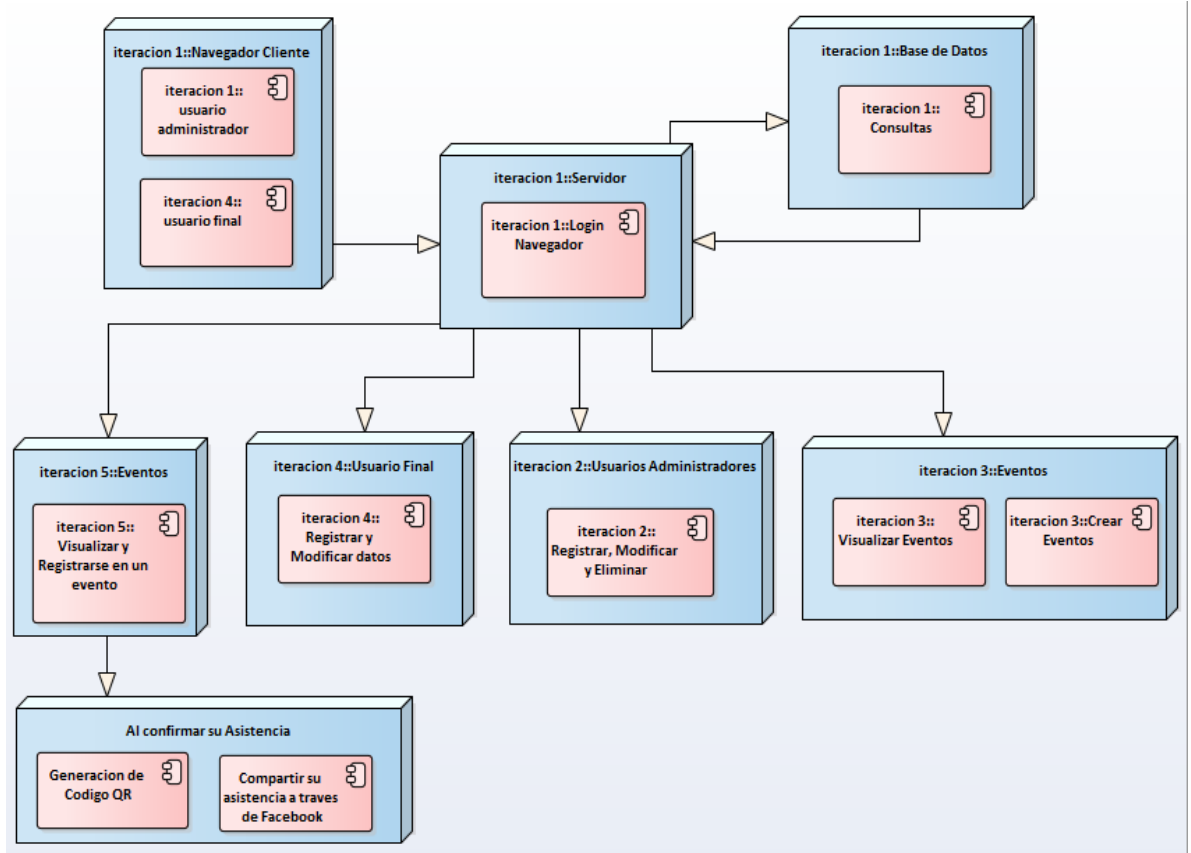 iteracion 1::Navegador Cliente
iteracion 1::
usuario
administrador
iteracion 4::
usuario final
iteracion 1::Base de Datos
iteracion 1::
Consultas
iteracion 1::Servidor
iteracion 1::Login
Navegador
iteracion 5::Eventos
iteracion 5::
Visualizar y
Registrarse en un
evento
iteracion 4::Usuario Final
iteracion 4::
Registrar y
Modificar datos
iteracion 2::Usuarios Administradores
iteracion 2::
Registrar, Modificar
y Eliminar
iteracion 3::Eventos
iteracion 3::
Visualizar Eventos
iteracion 3::Crear
Eventos
Al confirmar su Asistencia
Generacion de
Codigo QR
Compartir su
asistencia a traves
de Facebook